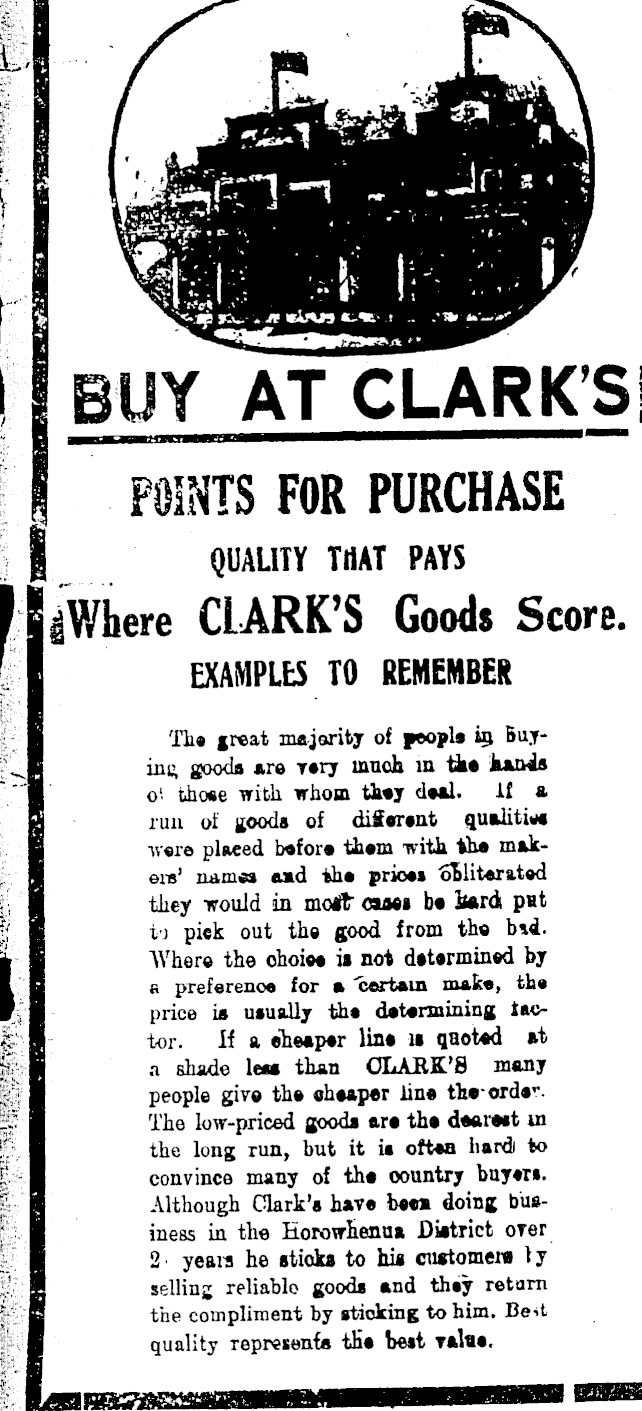 BUY AT CLARK'S
POINTS FOR PURCHASE
QUALITY THAT PAYS
Where CLARK'S Goods Score.
EXAMPLES TO REMEMBER
The great majority of people in buy-
ing goods are very much in the hands
of those with whom they deal. If a
run of goods of different qualities
were placed before them with the mak-
ers' names and the prices obliterated
they would in most cases be hard put
to pick out the good from the bad.
Where the choice is not determined by
a preference for a certain make, the
price is usually the determining fac-
tor. If a cheaper line is quoted at
a shade less than CLARK'S many
people give the cheaper line the order.
The low-priced goods are the dearest in
the long run, but it is often hard to
convince many of the country buyers.
Although Clark's have been doing bus-
iness in the Horowhenua District over
years he sticks to his customers by
selling reliable goods and they return
the compliment by sticking to him. Best
quality represents the best value.